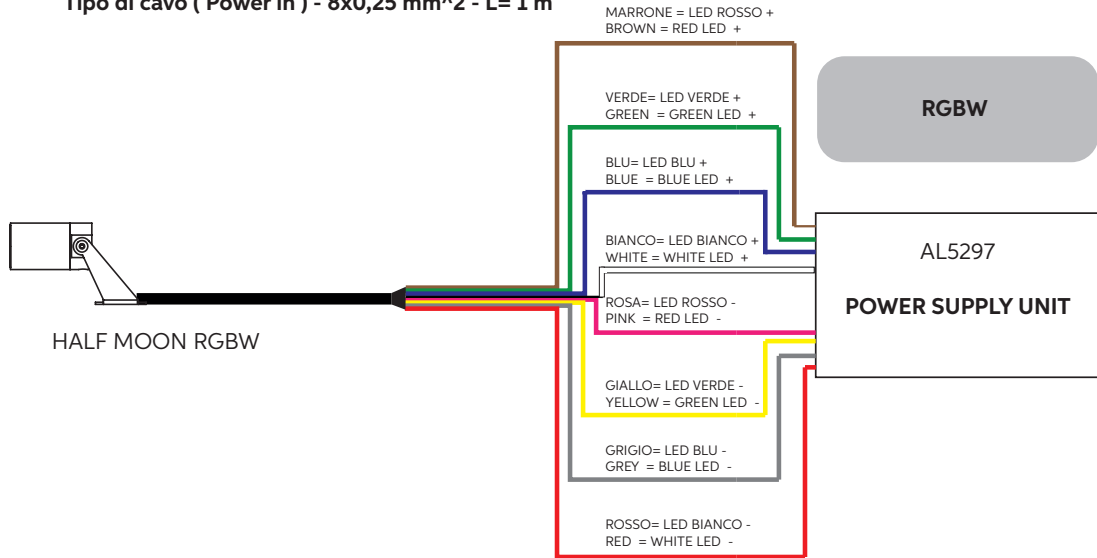 Tipo di cavo ( Power in ) - 8x0,25 mm^2 - L= 1 m
MARRONE = LED ROSSO +
BROWN = RED LED +
VERDE= LED VERDE +
GREEN = GREEN LED +
BLU= LED BLU +
BLUE = BLUE LED +
BIANCO= LED BIANCO +
WHITE = WHITE LED +
ROSA= LED ROSSO -
PINK = RED LED -
GIALLO= LED VERDE -
YELLOW = GREEN LED -
GRIGIO= LED BLU -
GREY = BLUE LED -
ROSSO= LED BIANCO -
RED = WHITE LED -
HALF MOON RGBW
RGBW
AL5297
POWER SUPPLY UNIT